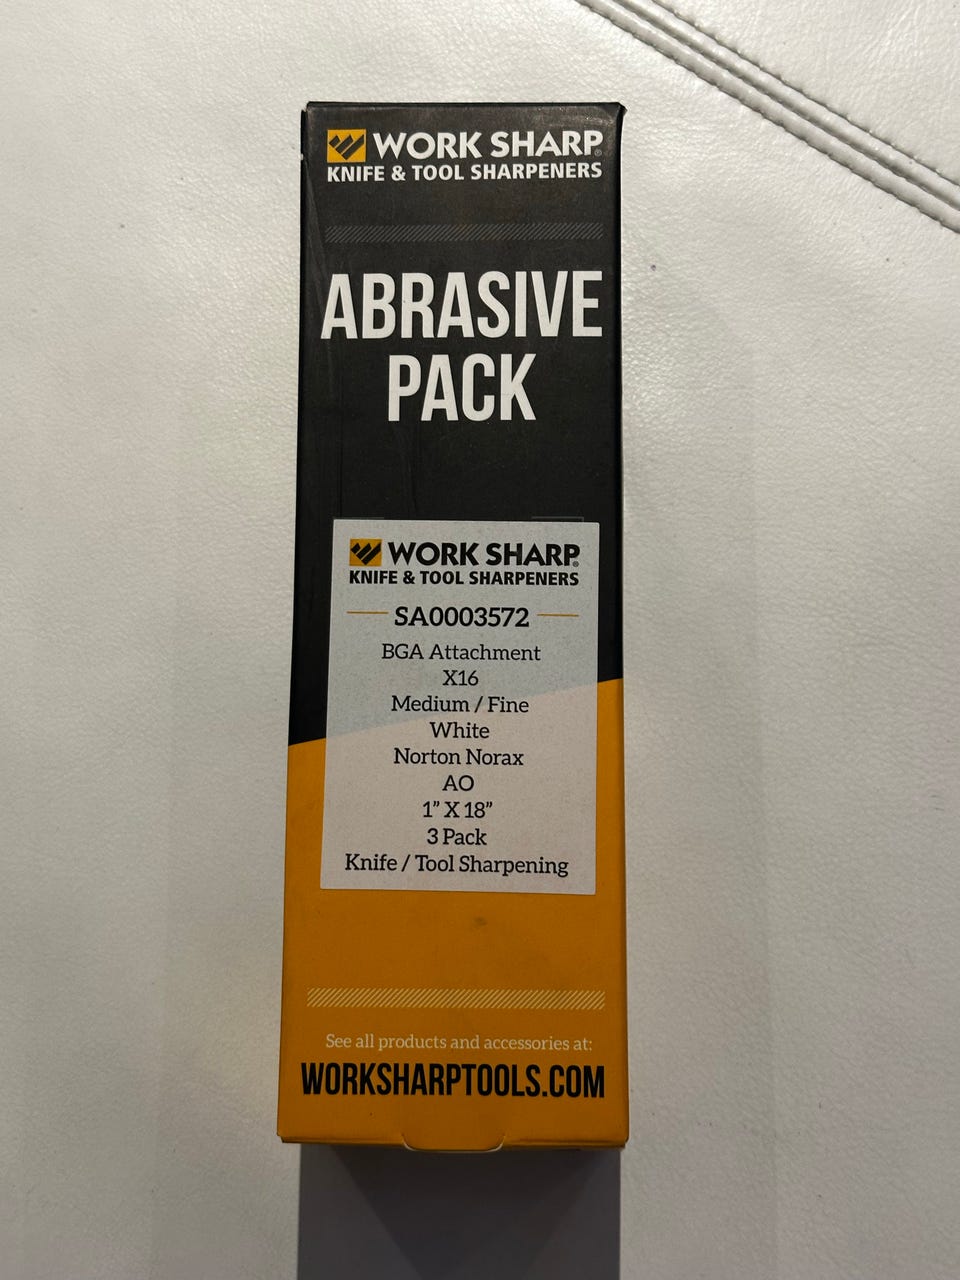 WORK SHARP®
KNIFE & TOOL SHARPENERS
ABRASIVE
PACK
WORK SHARP®
KNIFE & TOOL SHARPENERS
SA0003572
BGA Attachment
X16
Medium / Fine
White
Norton Norax
AO
1” X 18”
3 Pack
Knife / Tool Sharpening
See all products and accessories at:
WORKSHARPTOOLS.COM